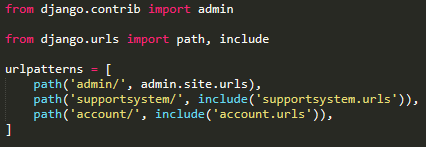 from django.contrib import admin
from django.urls import path, include
urlpatterns = [
    path('admin/', admin.site.urls),
    path('supportsystem/', include('supportsystem.urls')),
    path('account/', include('account.urls')),
]